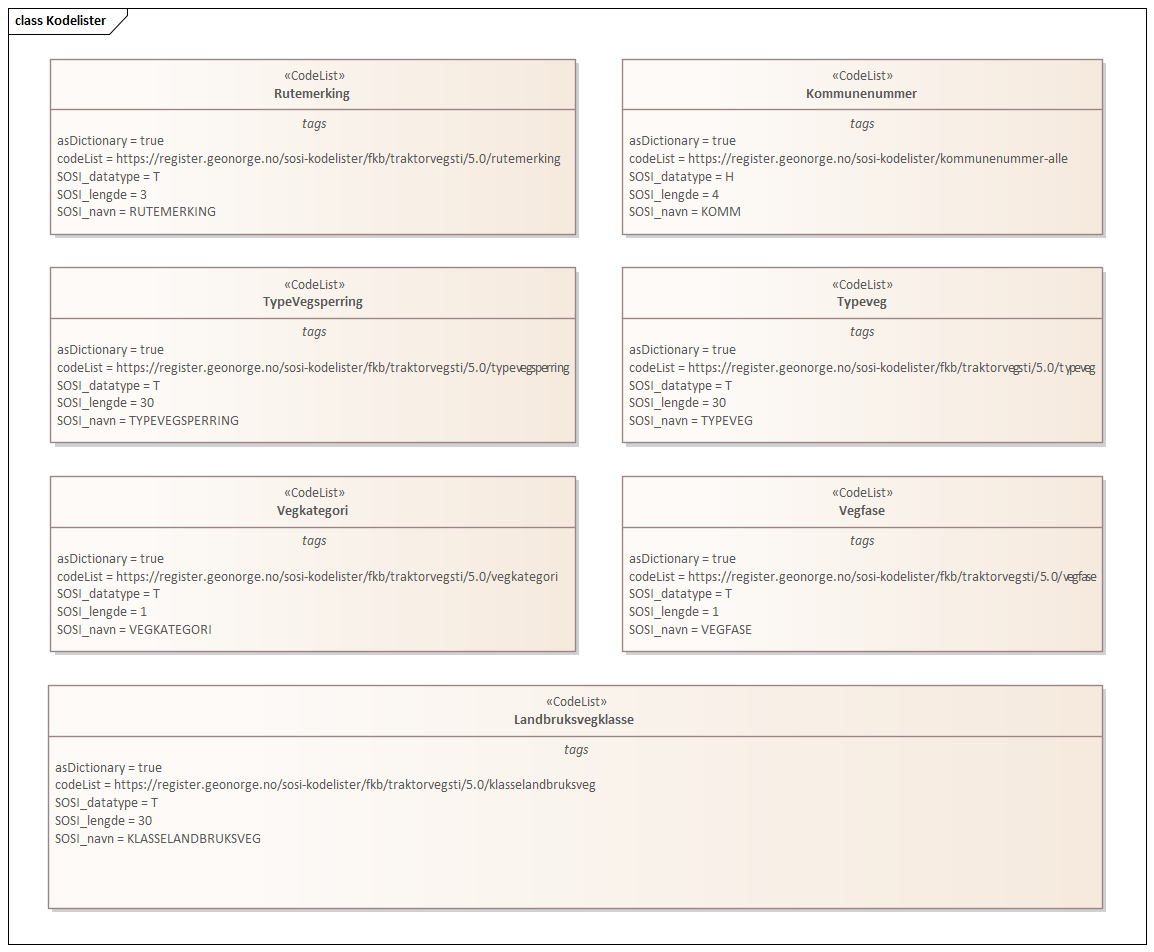 class Kodelister
«CodeList»
Rutemerking
tags
asDictionary = true
codeList = https://register.geonorge.no/sosi-kodelister/fkb/traktorvegsti/5.0/rutemerking
SOSI_datatype = T
SOSI_lengde = 3
SOSI_navn = RUTEMERKING
«CodeList»
Kommunenummer
tags
asDictionary = true
codeList = https://register.geonorge.no/sosi-kodelister/kommunenummer-alle
SOSI_datatype = H
SOSI_lengde = 4
SOSI_navn = KOMM
«CodeList»
TypeVegsperring
tags
asDictionary = true
codeList = https://register.geonorge.no/sosi-kodelister/fkb/traktorvegsti/5.0/typevegsperring
SOSI_datatype = T
SOSI_lengde = 30
SOSI_navn = TYPEVEGSPERRING
«CodeList»
Typeveg
tags
asDictionary = true
codeList = https://register.geonorge.no/sosi-kodelister/fkb/traktorvegsti/5.0/typeveg
SOSI_datatype = T
SOSI_lengde = 30
SOSI_navn = TYPEVEG
«CodeList»
Vegkategori
tags
asDictionary = true
codeList = https://register.geonorge.no/sosi-kodelister/fkb/traktorvegsti/5.0/vegkategori
SOSI_datatype = T
SOSI_lengde = 1
SOSI_navn = VEGKATEGORI
«CodeList»
Vegfase
tags
asDictionary = true
codeList = https://register.geonorge.no/sosi-kodelister/fkb/traktorvegsti/5.0/vegfase
SOSI_datatype = T
SOSI_lengde = 1
SOSI_navn = VEGFASE
«CodeList»
Landbruksvegklasse
tags
asDictionary = true
codeList = https://register.geonorge.no/sosi-kodelister/fkb/traktorvegsti/5.0/klasselandbruksveg
SOSI_datatype = T
SOSI_lengde = 30
SOSI_navn = KLASSELANDBRUKSVEG